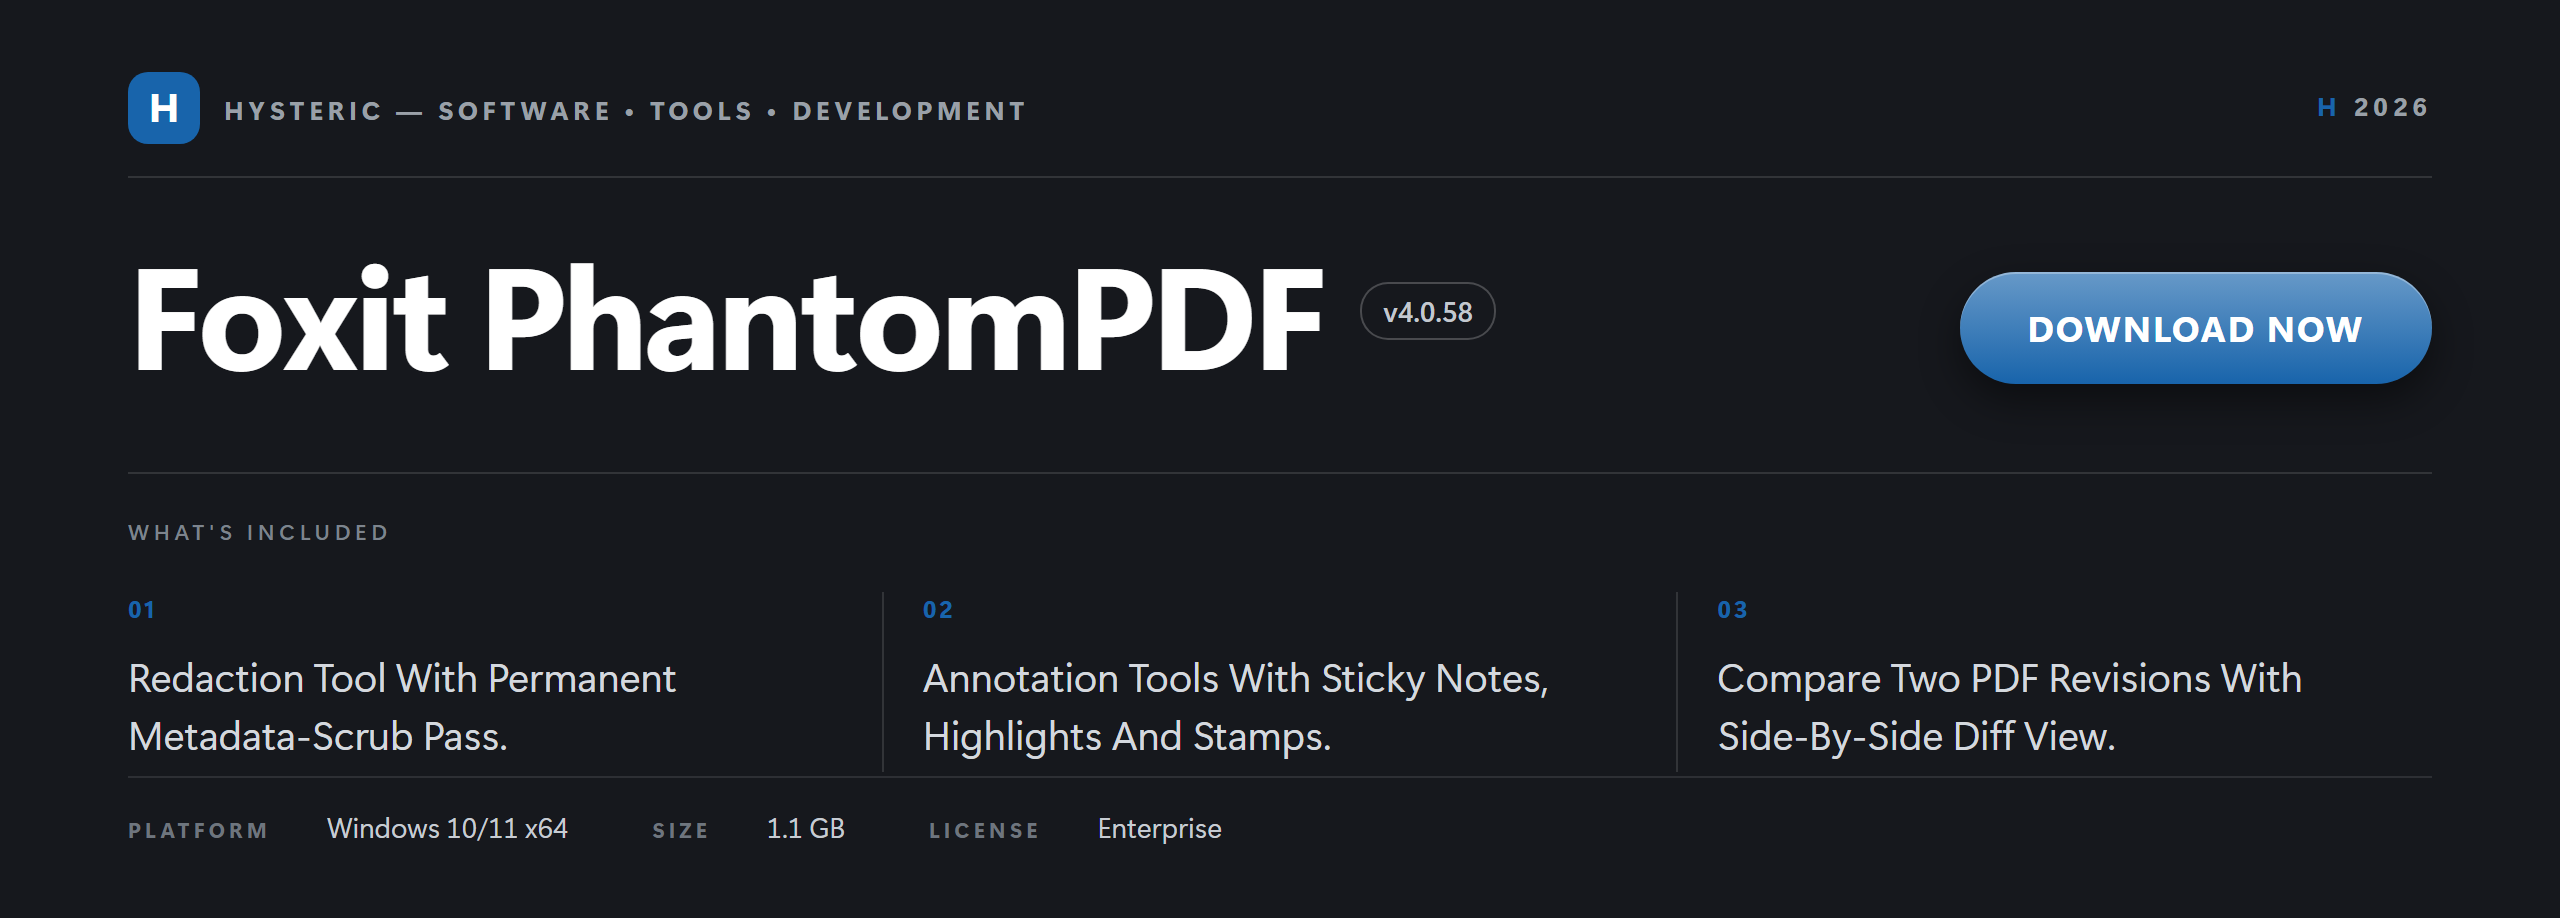 H HYSTERIC — SOFTWARE • TOOLS • DEVELOPMENT
H 2026
Foxit PhantomPDF v4.0.58
DOWNLOAD NOW
WHAT'S INCLUDED
01
Redaction Tool With Permanent
Metadata-Scrub Pass.
02
Annotation Tools With Sticky Notes,
Highlights And Stamps.
03
Compare Two PDF Revisions With
Side-By-Side Diff View.
PLATFORM Windows 10/11 x64 SIZE 1.1 GB LICENSE Enterprise